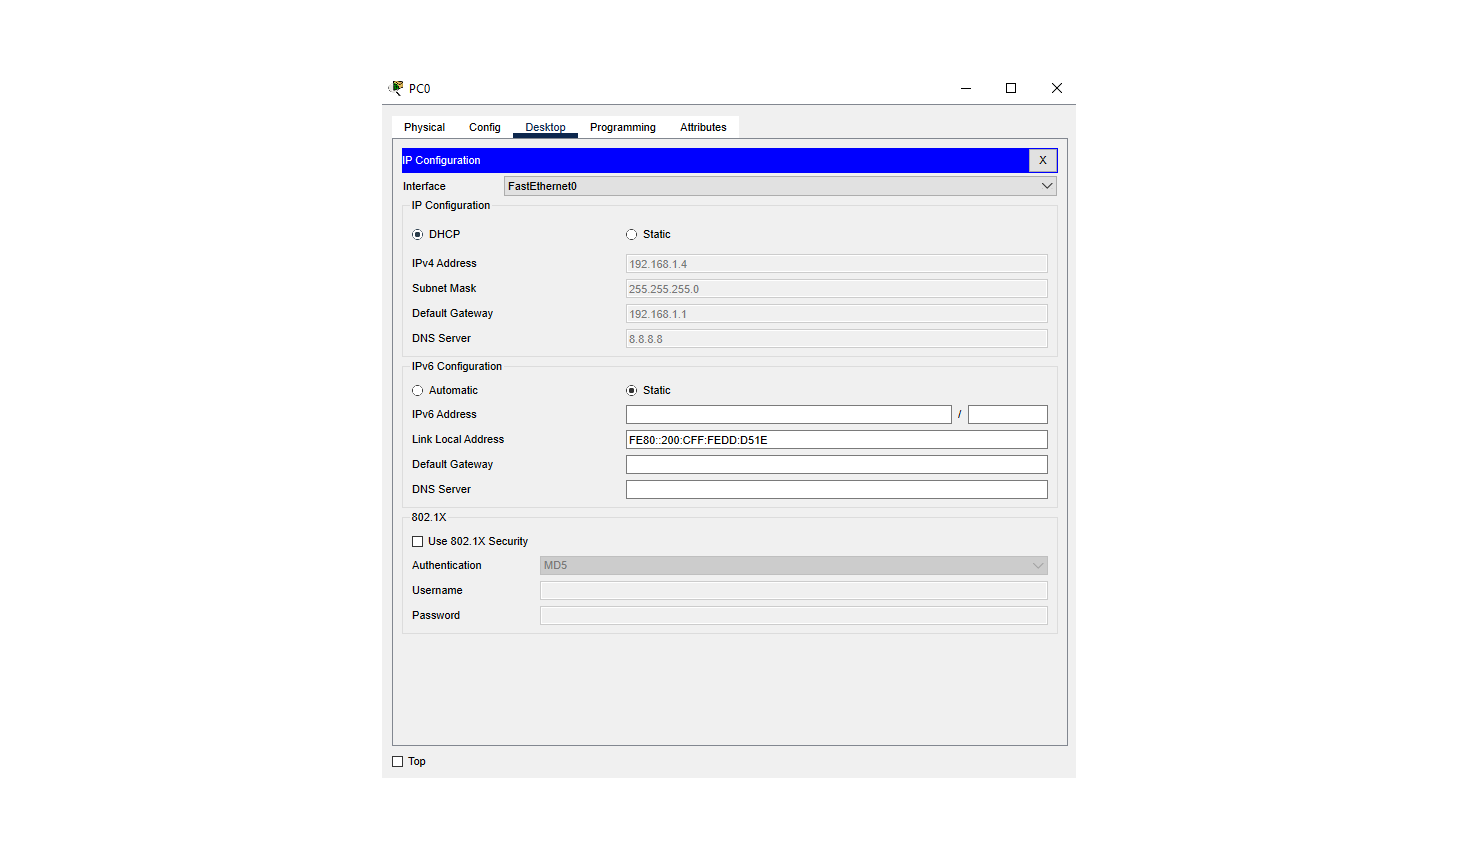 PC0
Physical Config Desktop Programming Attributes
IP Configuration X
Interface FastEthernet0
IP Configuration
DHCP Static
IPv4 Address 192.168.1.4
Subnet Mask 255.255.255.0
Default Gateway 192.168.1.1
DNS Server 8.8.8.8
IPv6 Configuration
Automatic Static
IPv6 Address /
Link Local Address FE80::200:CFF:FEDD:D51E
Default Gateway
DNS Server
802.1X
Use 802.1X Security
Authentication MD5
Username
Password
Top